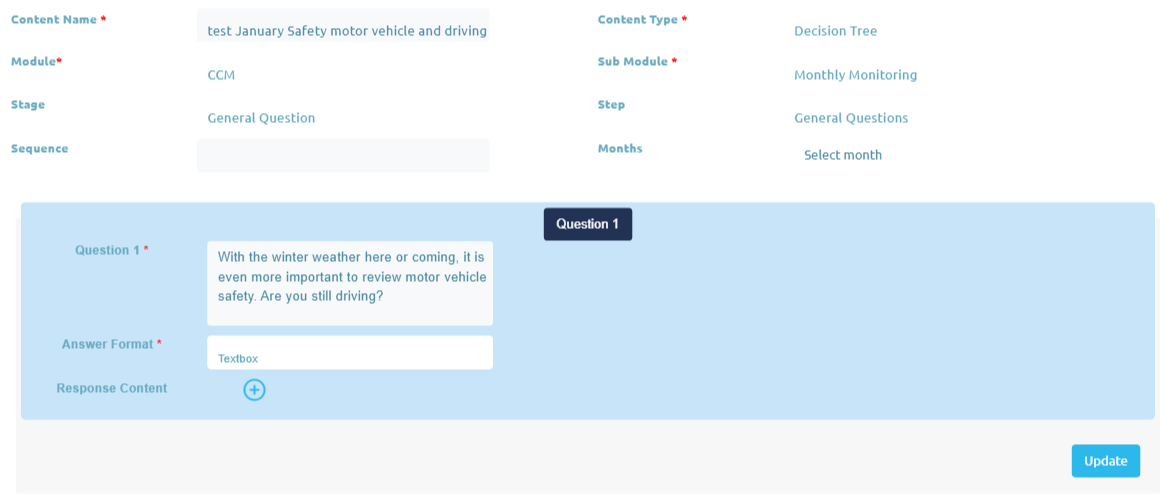 Content Name *
test January Safety motor vehicle and driving
Content Type *
Decision Tree
Module*
CCM
Sub Module *
Monthly Monitoring
Stage
General Question
Step
General Questions
Sequence
Months
Select month
Question 1
Question 1 *
With the winter weather here or coming, it is
even more important to review motor vehicle
safety. Are you still driving?
Answer Format *
Textbox
Response Content
Update